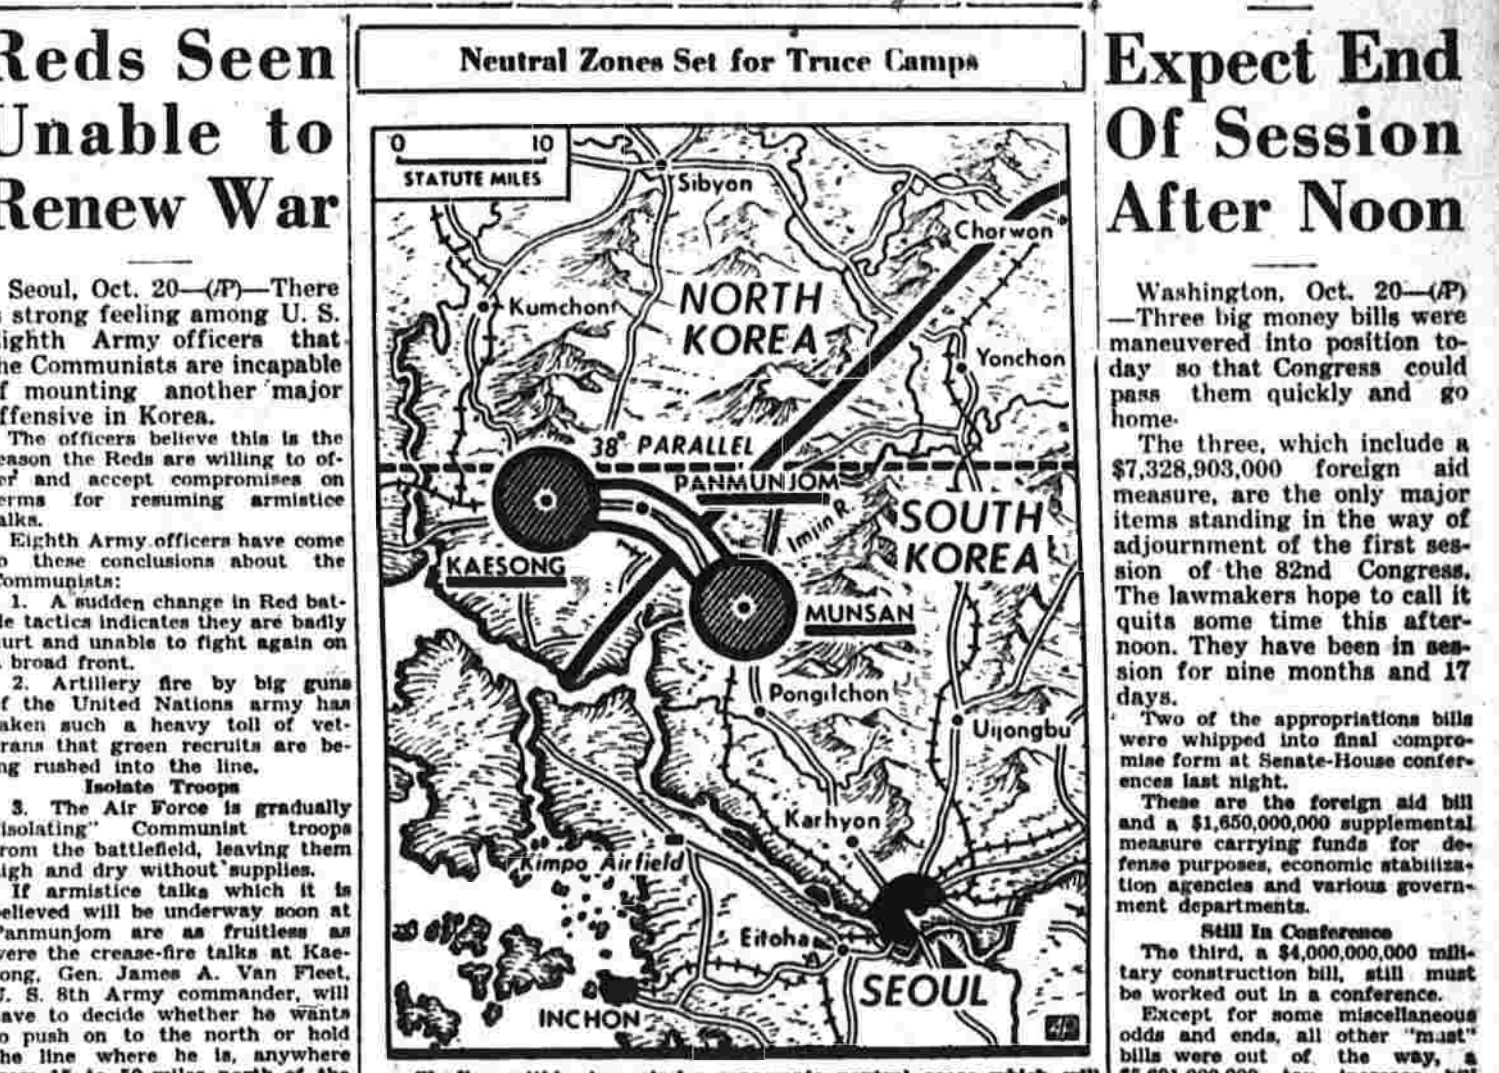 Reds Seen
Unable to
Renew War
Seoul, Oct. 20—(AP)—There
strong feeling among U. S.
ighth Army officers that
he Communists are incapable
f mounting another major
ffensive in Korea.
The officers believe this is the
eason the Reds are willing to of-
er and accept compromises on
erms for resuming armistice
alks.
Eighth Army officers have come
o these conclusions about the
ommunists:
1. A sudden change in Red bat-
le tactics indicates they are badly
urt and unable to fight again on
broad front.
2. Artillery fire by big guns
f the United Nations army has
aken such a heavy toll of vet-
rans that green recruits are be-
ng rushed into the line.
Isolate Troops
3. The Air Force is gradually
isolating" Communist troops
rom the battlefield, leaving them
igh and dry without supplies.
If armistice talks which it is
elieved will be underway soon at
Panmunjom are as fruitless as
vere the crease-fire talks at Kae-
ong, Gen. James A. Van Fleet,
J. S. 8th Army commander, will
ave to decide whether he wants
o push on to the north or hold
he line where he is, anywhere
Neutral Zones Set for Truce Camps
0 10
STATUTE MILES
Sibyon
Chorwon
Kumchon
NORTH
KOREA
Yonchon
38° PARALLEL
PANMUNJOM
Imjin R.
SOUTH
KOREA
KAESONG
MUNSAN
Pongilchon
Uijongbu
Karhyon
Kimpo Airfield
Eitoha
SEOUL
INCHON
AP
Expect End
Of Session
After Noon
Washington, Oct. 20—(AP)
—Three big money bills were
maneuvered into position to-
day so that Congress could
pass them quickly and go
home.
The three, which include a
$7,328,903,000 foreign aid
measure, are the only major
items standing in the way of
adjournment of the first ses-
sion of the 82nd Congress.
The lawmakers hope to call it
quits some time this after-
noon. They have been in ses-
sion for nine months and 17
days.
Two of the appropriations bills
were whipped into final compro-
mise form at Senate-House confer-
ences last night.
These are the foreign aid bill
and a $1,650,000,000 supplemental
measure carrying funds for de-
fense purposes, economic stabiliza-
tion agencies and various govern-
ment departments.
Still In Conference
The third, a $4,000,000,000 mili-
tary construction bill, still must
be worked out in a conference.
Except for some miscellaneous
odds and ends, all other "must"
bills were out of the way, a